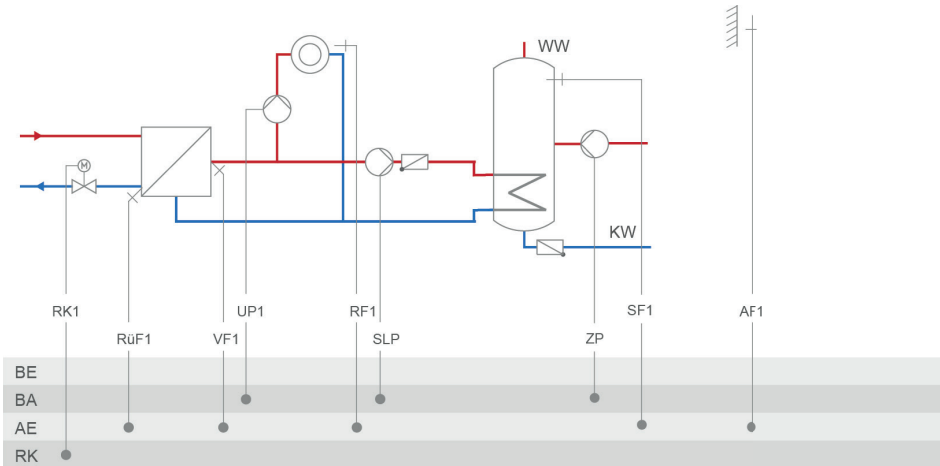 WW
M
KW
RK1 UP1 RF1 SF1 AF1
RüF1 VF1 SLP ZP
BE
BA
AE
RK